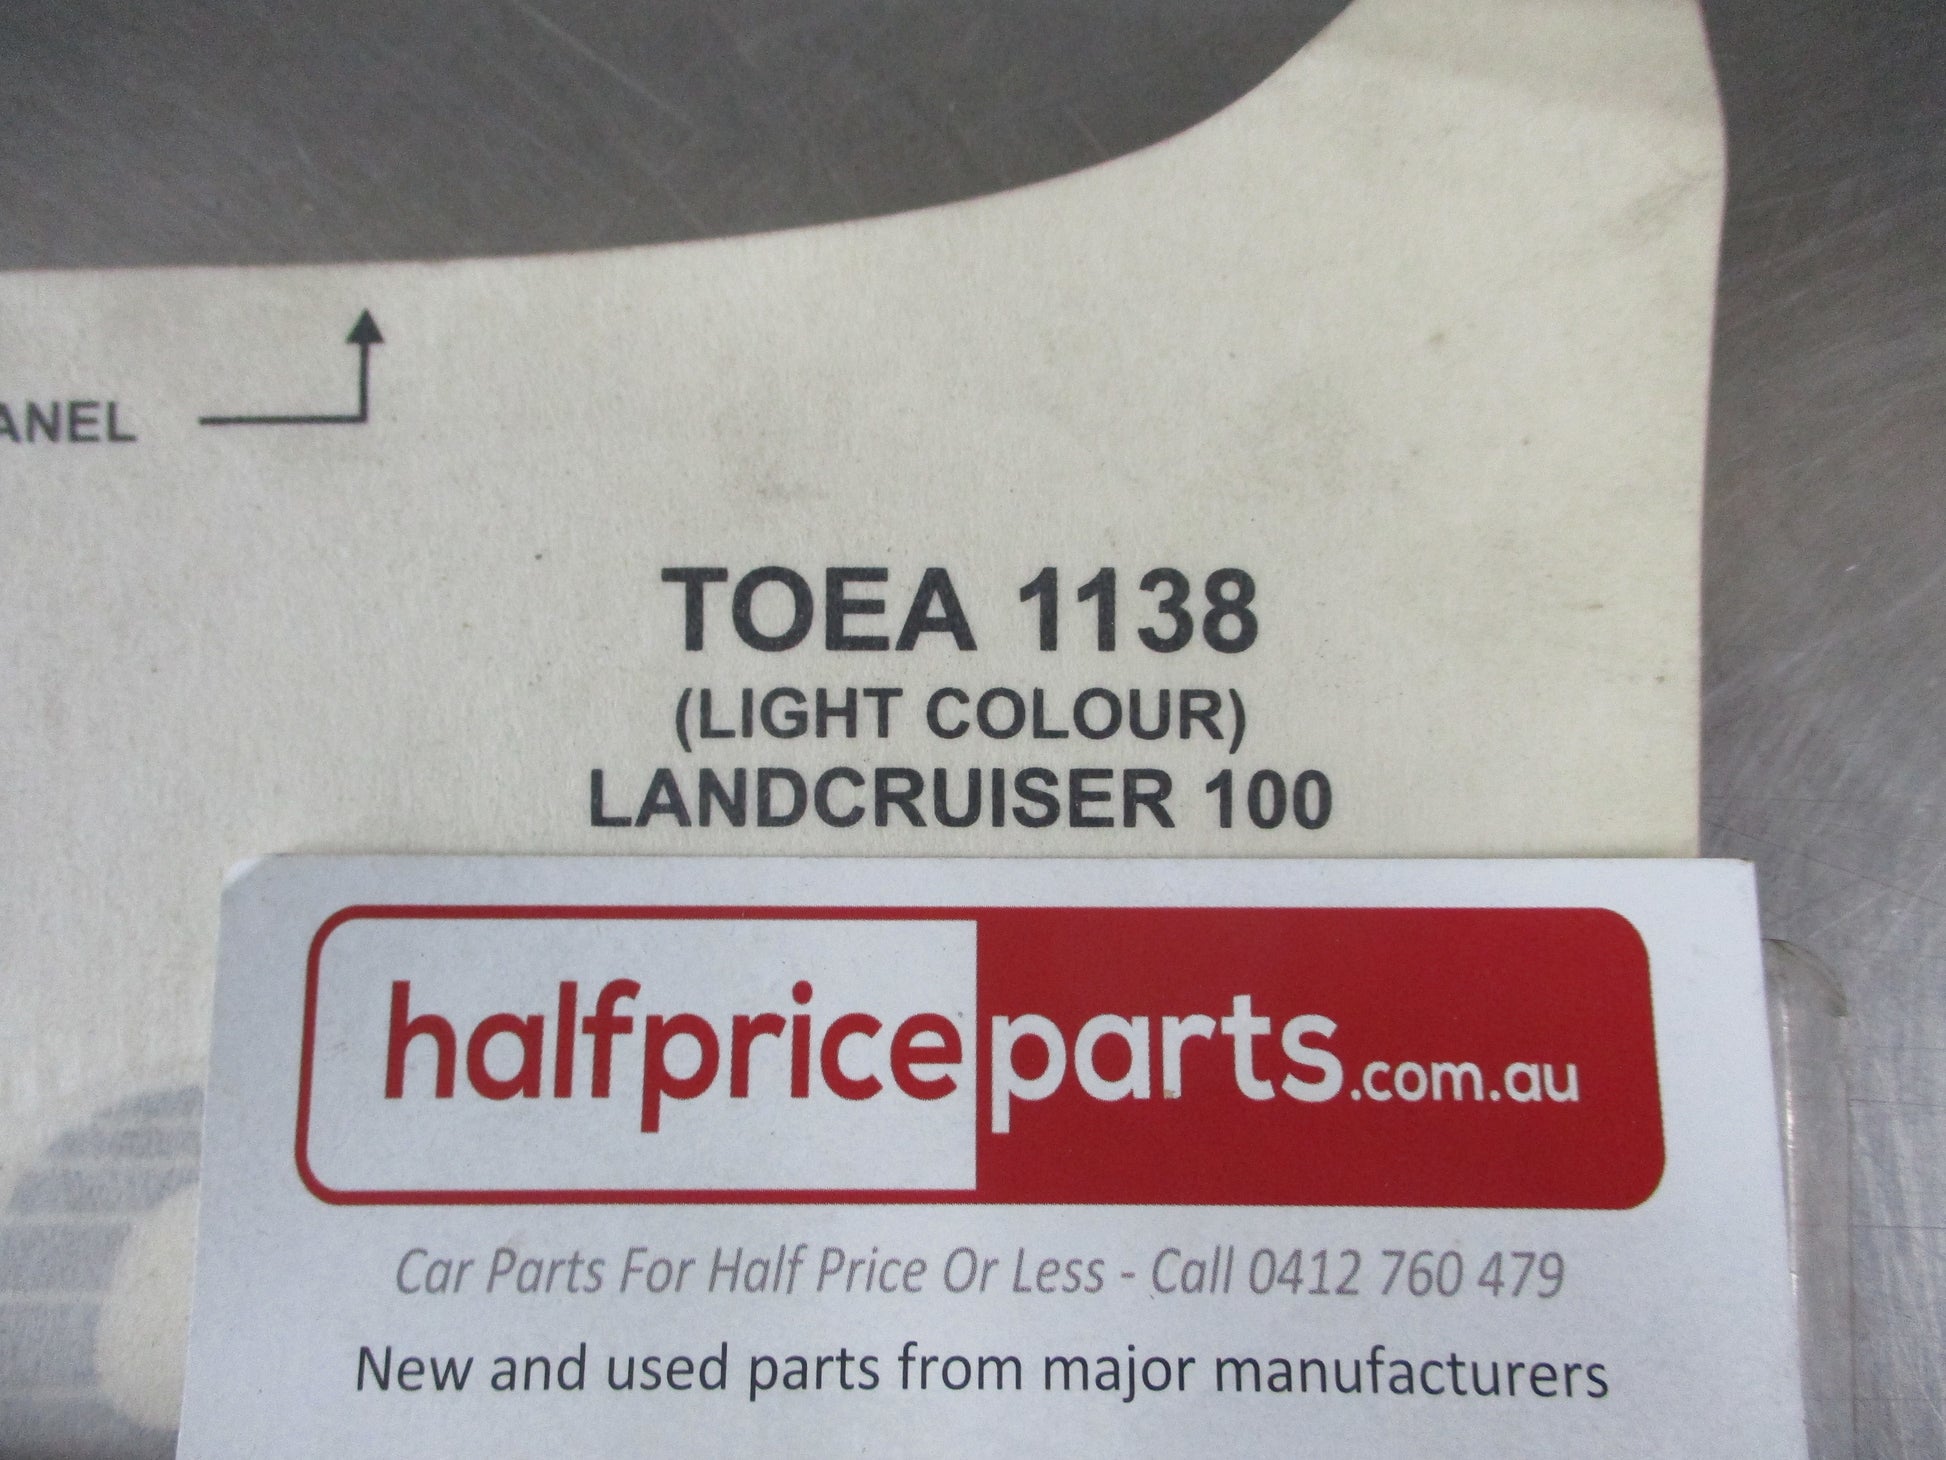 ANEL
TOEA 1138
(LIGHT COLOUR)
LANDCRUISER 100
halfpriceparts.com.au
Car Parts For Half Price Or Less - Call 0412 760 479
New and used parts from major manufacturers